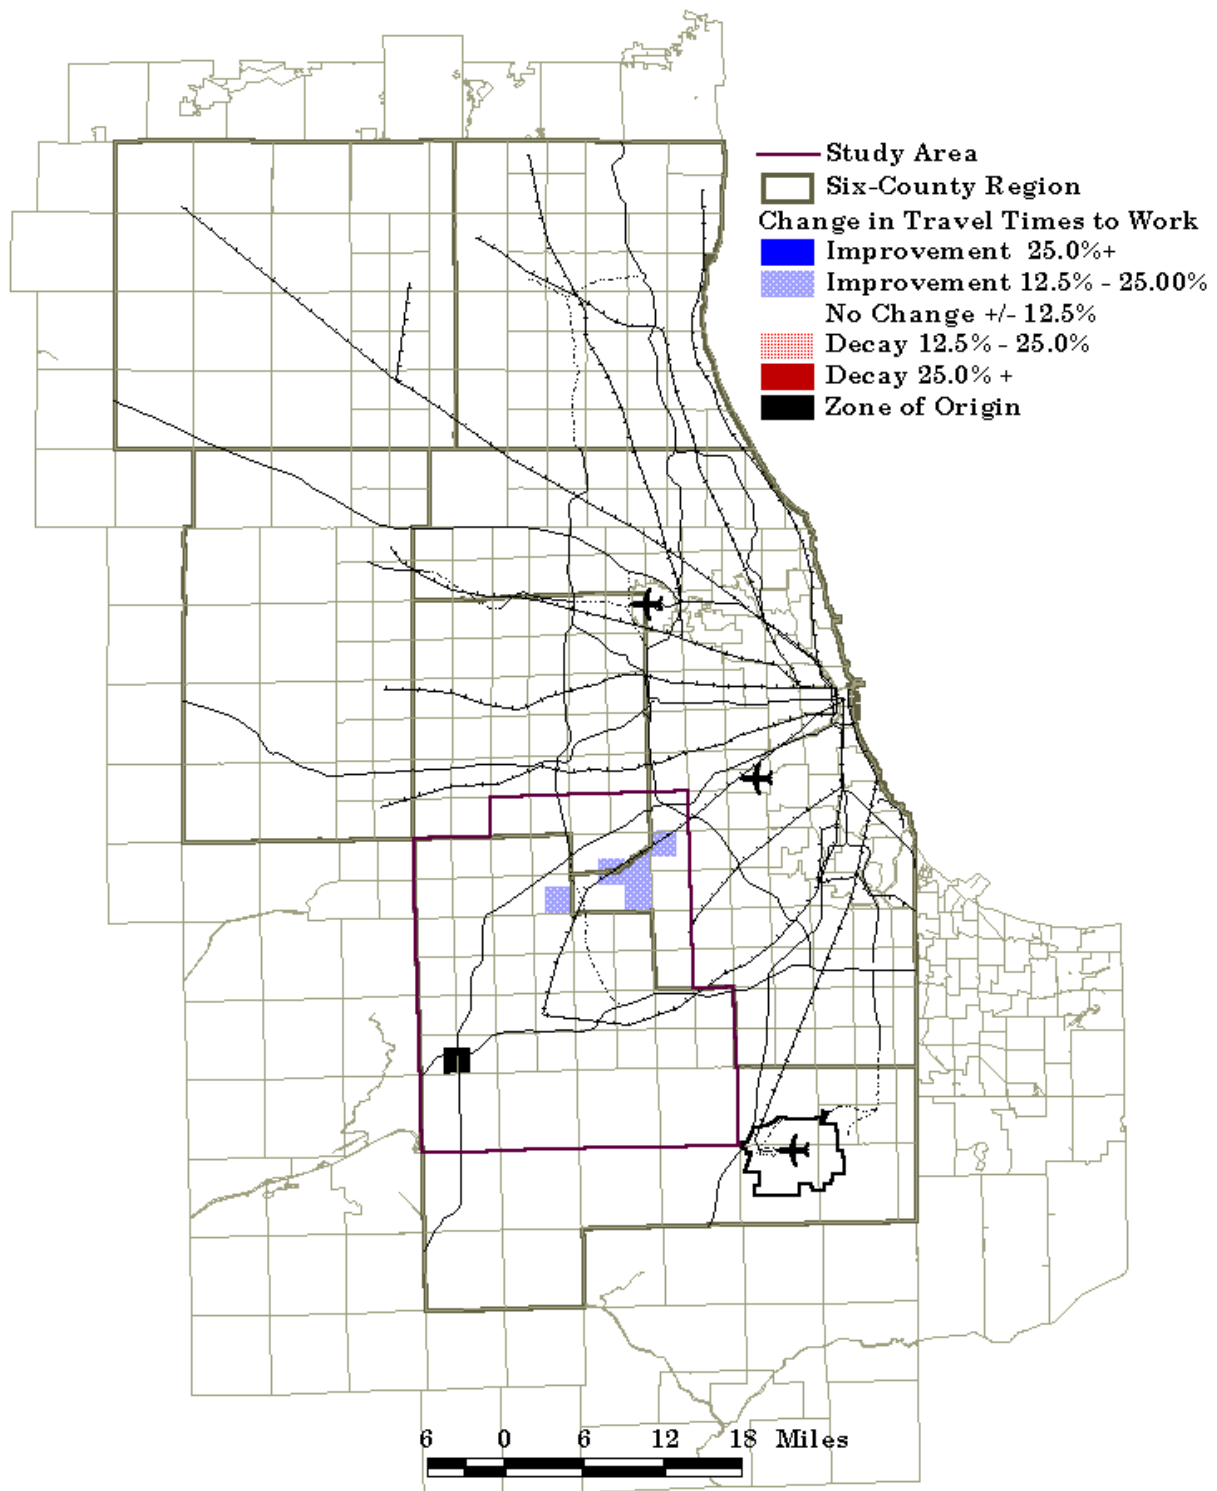 Study Area
Six-County Region
Change in Travel Times to Work
Improvement 25.0%+
Improvement 12.5% - 25.00%
No Change +/- 12.5%
Decay 12.5% - 25.0%
Decay 25.0% +
Zone of Origin
6 0 6 12 18 Miles